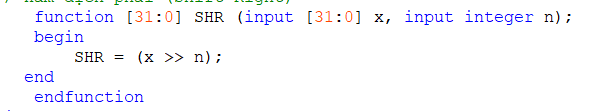 function [31:0] SHR (input [31:0] x, input integer n);
begin
SHR = (x >> n);
end
endfunction